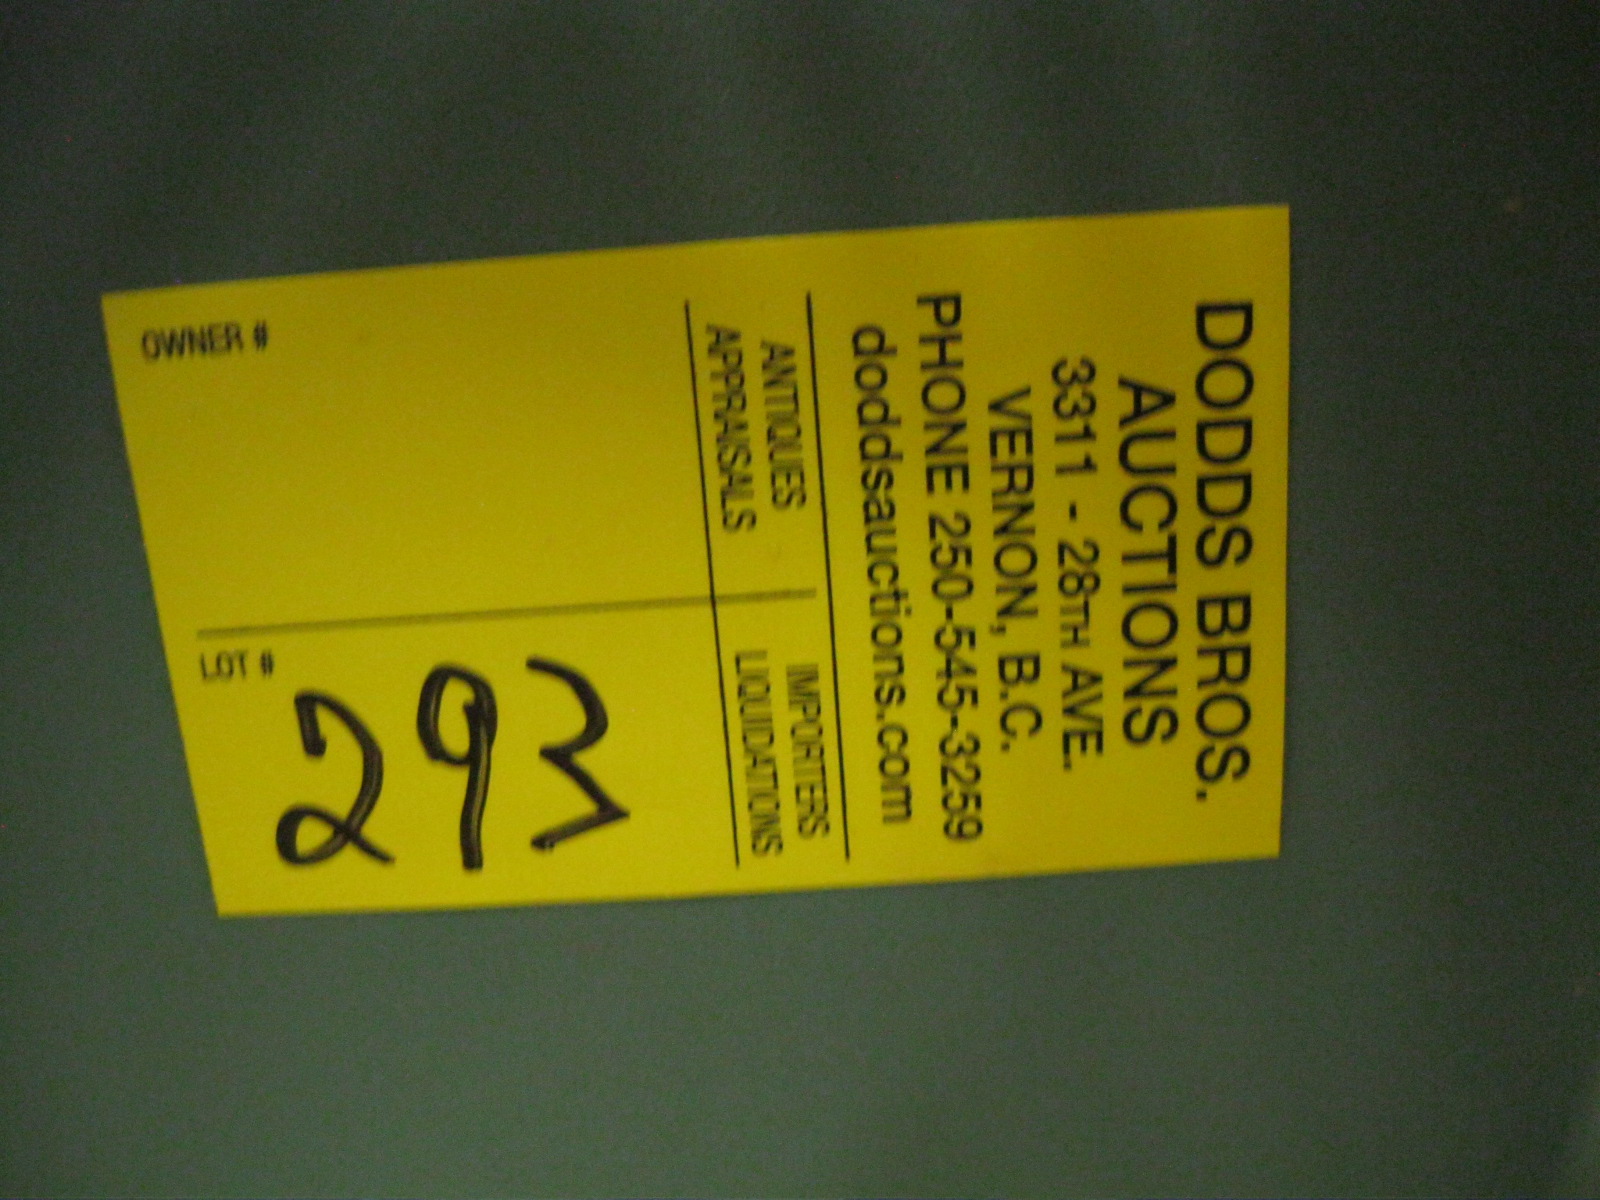 DODDS BROS.
AUCTIONS
3311 - 28TH AVE.
VERNON, B.C.
PHONE 250-545-3259
doddsauctions.com
ANTIQUES IMPORTERS
APPRAISALS LIQUIDATIONS
OWNER # LOT #
293